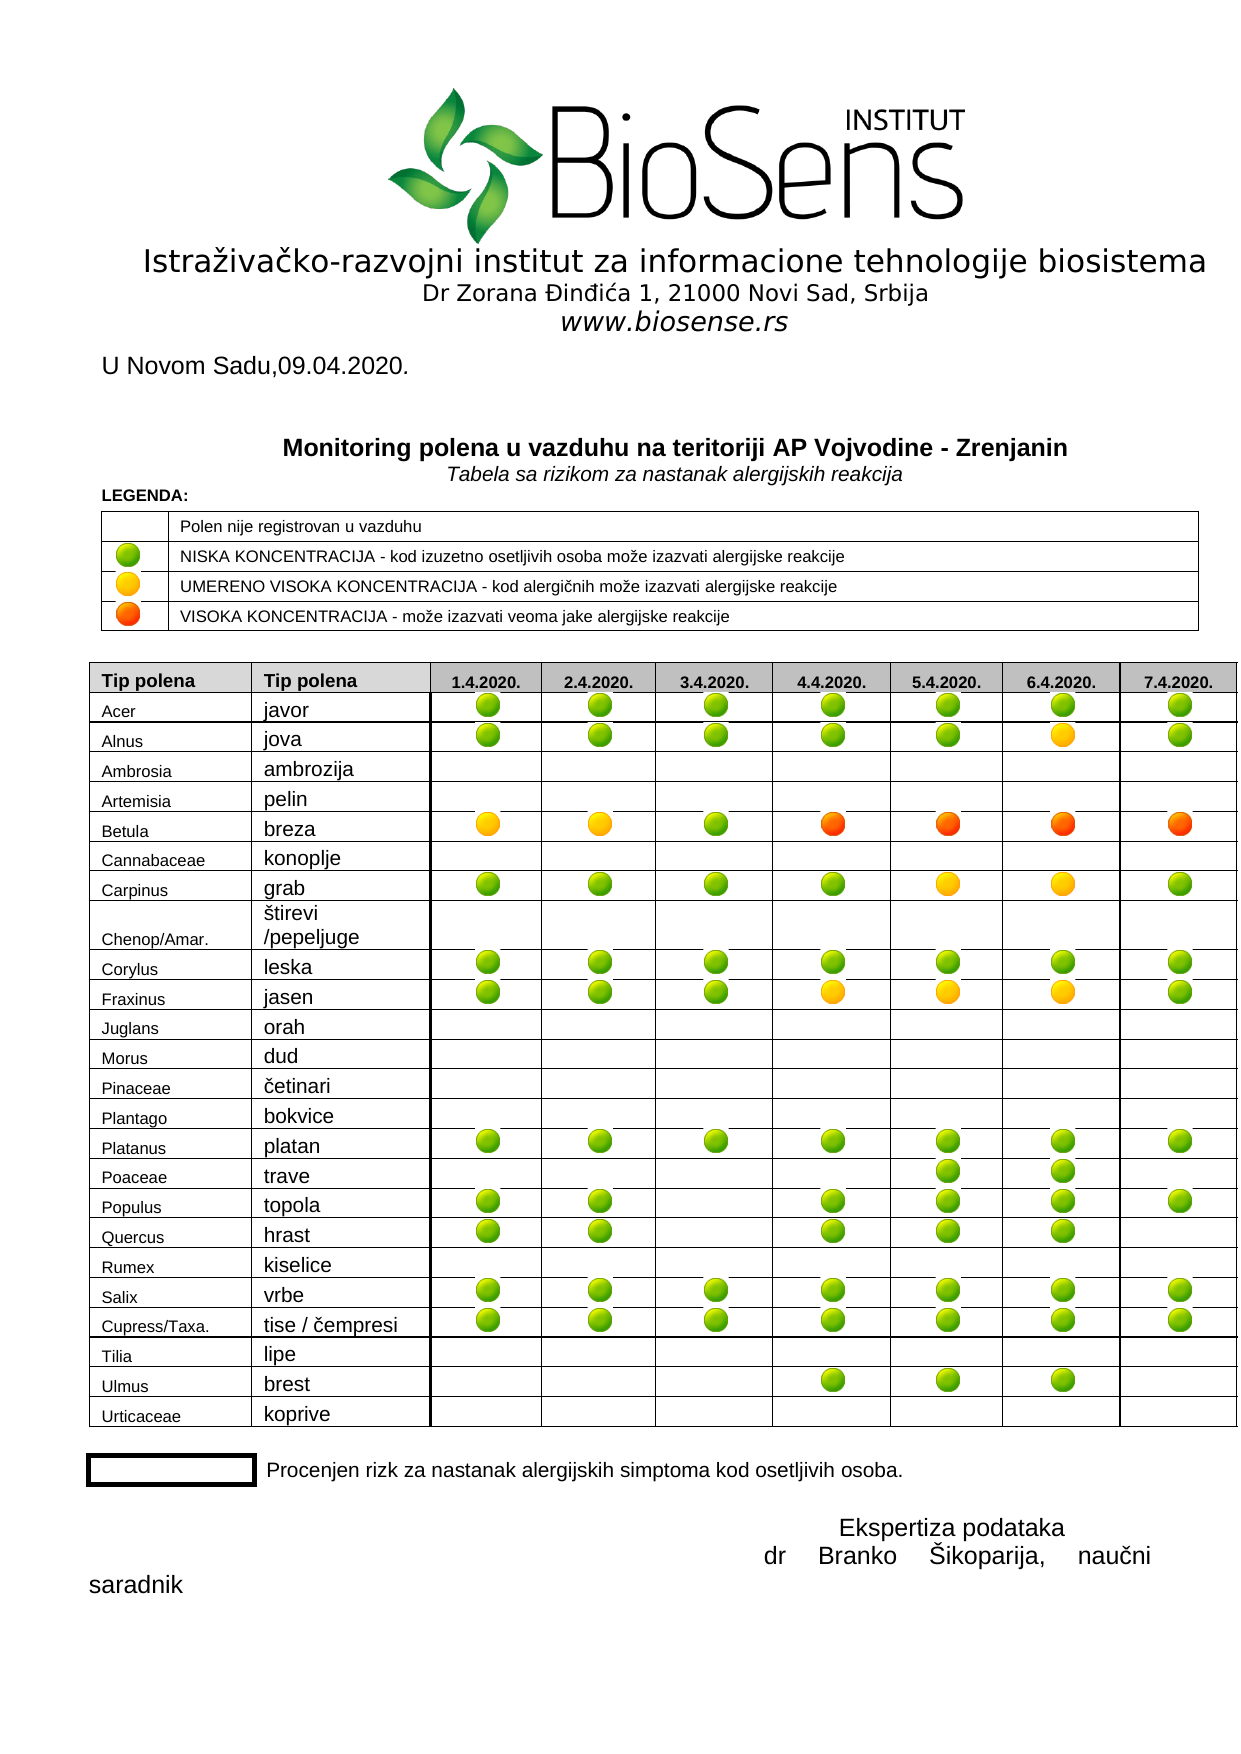 BioSens INSTITUT
Istraživačko-razvojni institut za informacione tehnologije biosistema
Dr Zorana Đinđića 1, 21000 Novi Sad, Srbija
www.biosense.rs
U Novom Sadu,09.04.2020.
Monitoring polena u vazduhu na teritoriji AP Vojvodine - Zrenjanin
Tabela sa rizikom za nastanak alergijskih reakcija
LEGENDA:
Polen nije registrovan u vazduhu
NISKA KONCENTRACIJA - kod izuzetno osetljivih osoba može izazvati alergijske reakcije
UMERENO VISOKA KONCENTRACIJA - kod alergičnih može izazvati alergijske reakcije
VISOKA KONCENTRACIJA - može izazvati veoma jake alergijske reakcije
Tip polena Tip polena 1.4.2020. 2.4.2020. 3.4.2020. 4.4.2020. 5.4.2020. 6.4.2020. 7.4.2020.
Acer javor
Alnus jova
Ambrosia ambrozija
Artemisia pelin
Betula breza
Cannabaceae konoplje
Carpinus grab
štirevi
Chenop/Amar. /pepeljuge
Corylus leska
Fraxinus jasen
Juglans orah
Morus dud
Pinaceae četinari
Plantago bokvice
Platanus platan
Poaceae trave
Populus topola
Quercus hrast
Rumex kiselice
Salix vrbe
Cupress/Taxa. tise / čempresi
Tilia lipe
Ulmus brest
Urticaceae koprive
Procenjen rizk za nastanak alergijskih simptoma kod osetljivih osoba.
Ekspertiza podataka
dr Branko Šikoparija, naučni
saradnik